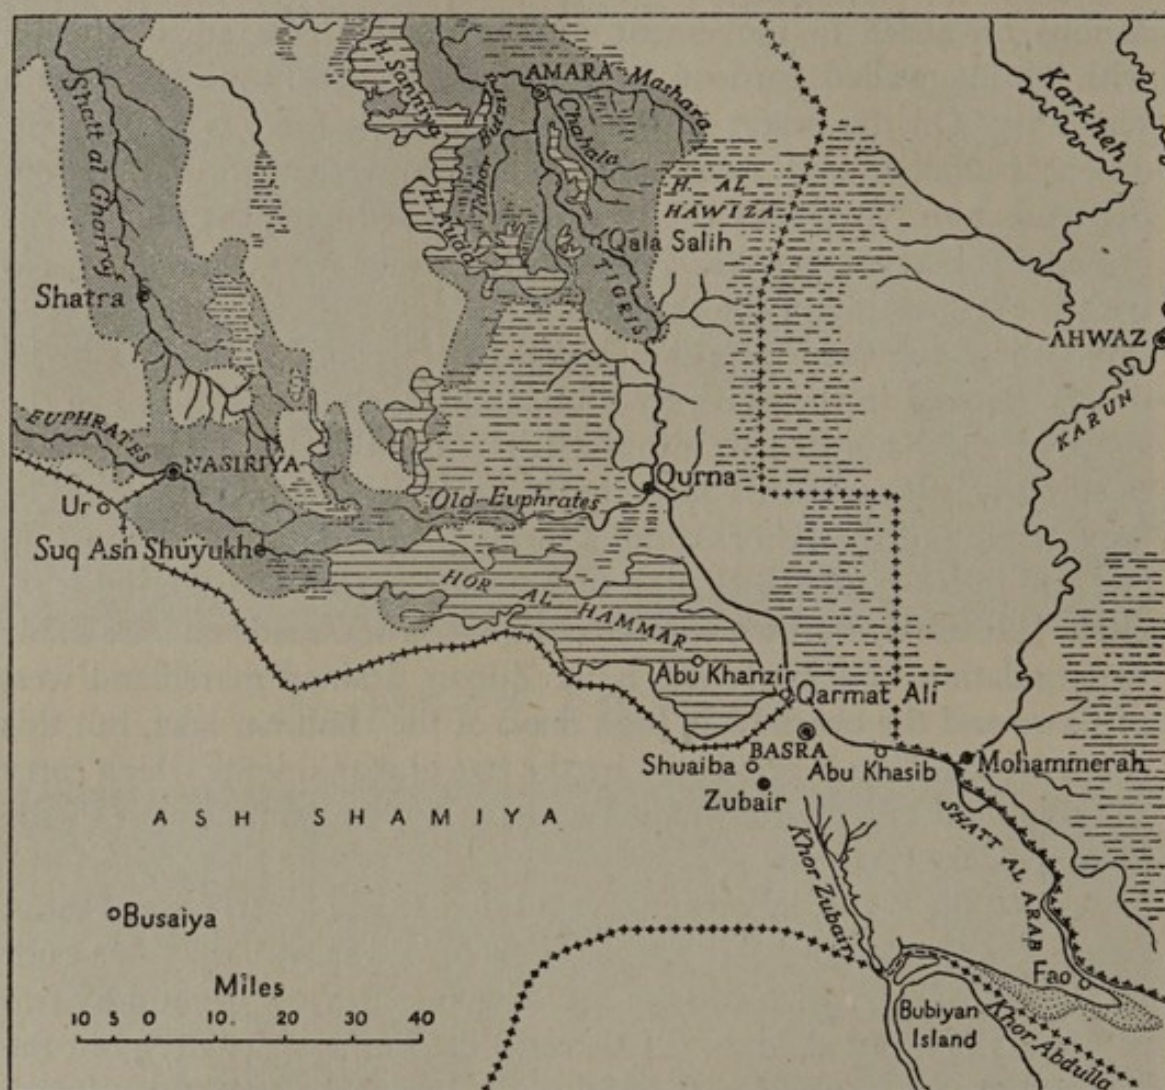 H. Sanniya
AMARA
Mashara
Karkheh
Shatt al Gharraf
Chahala
H. AL
HAWIZA
H. Auda
Qala Salih
Shatra
TIGRIS
AHWAZ
EUPHRATES
KARUN
NASIRIYA
Qurna
Ur
Old-Euphrates
Suq Ash Shuyukh
HOR AL HAMMAR
Abu Khanzir
Qarmat Ali
BASRA
Shuaiba
Abu Khasib
Mohammerah
Zubair
ASH SHAMIYA
SHATT AL ARAB
Khor Zubair
Busaiya
Fao
Miles
Bubiyan
Island
Khor Abdulla
10 5 0 10. 20 30 40